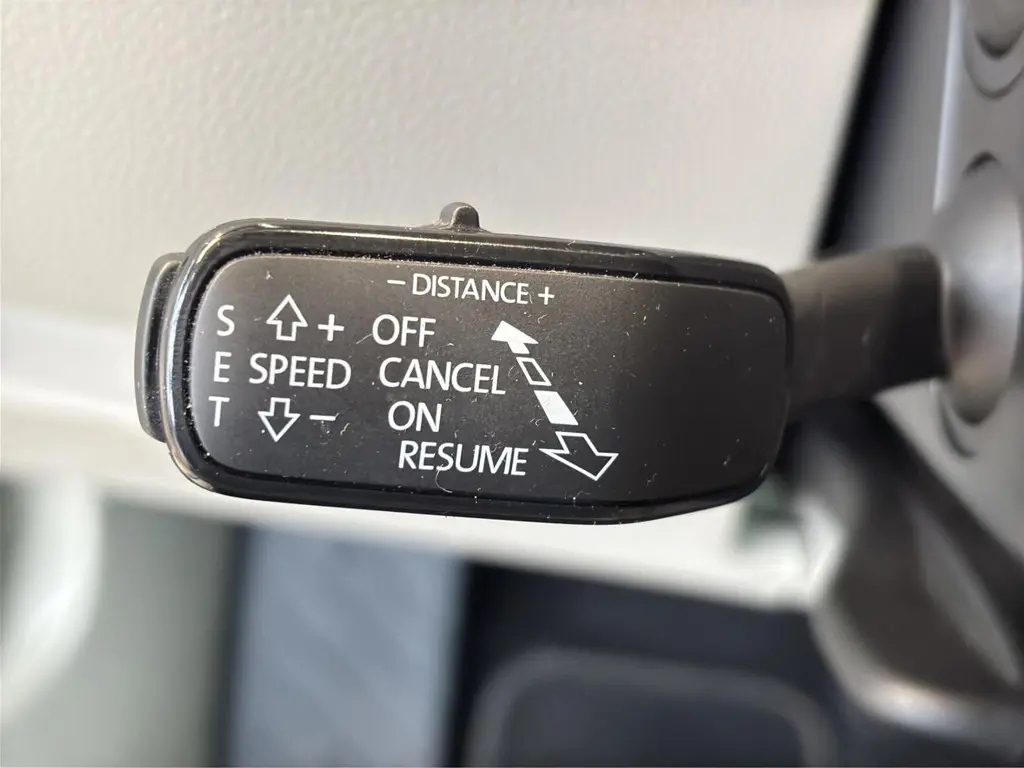 - DISTANCE +
S + OFF
E SPEED CANCEL
T - ON
RESUME